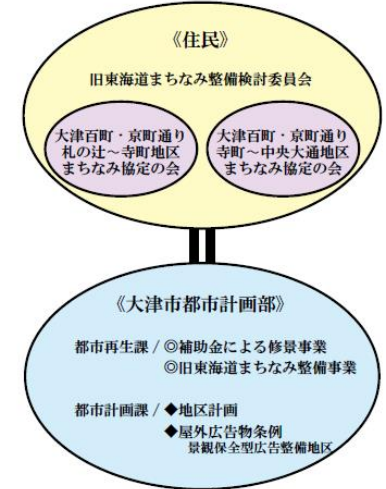 《住民》
旧東海道まちなみ整備検討委員会
大津百町・京町通り
札の辻～寺町地区
まちなみ協定の会
大津百町・京町通り
寺町～中央大通地区
まちなみ協定の会
《大津市都市計画部》
都市再生課 / ◎補助金による修景事業
◎旧東海道まちなみ整備事業
都市計画課 / ◆地区計画
◆屋外広告物条例
景観保全型広告整備地区